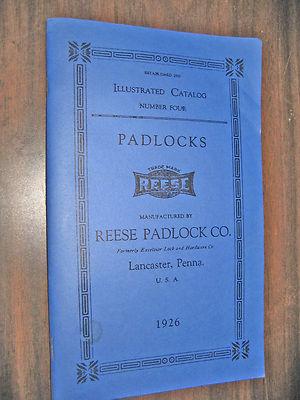 ILLUSTRATED CATALOG
NUMBER FOUR
PADLOCKS
TRADE MARK
REESE
MANUFACTURED BY
REESE PADLOCK CO.
Formerly Excelsior Lock and Hardware Co.
Lancaster, Penna.
U. S. A.
1926